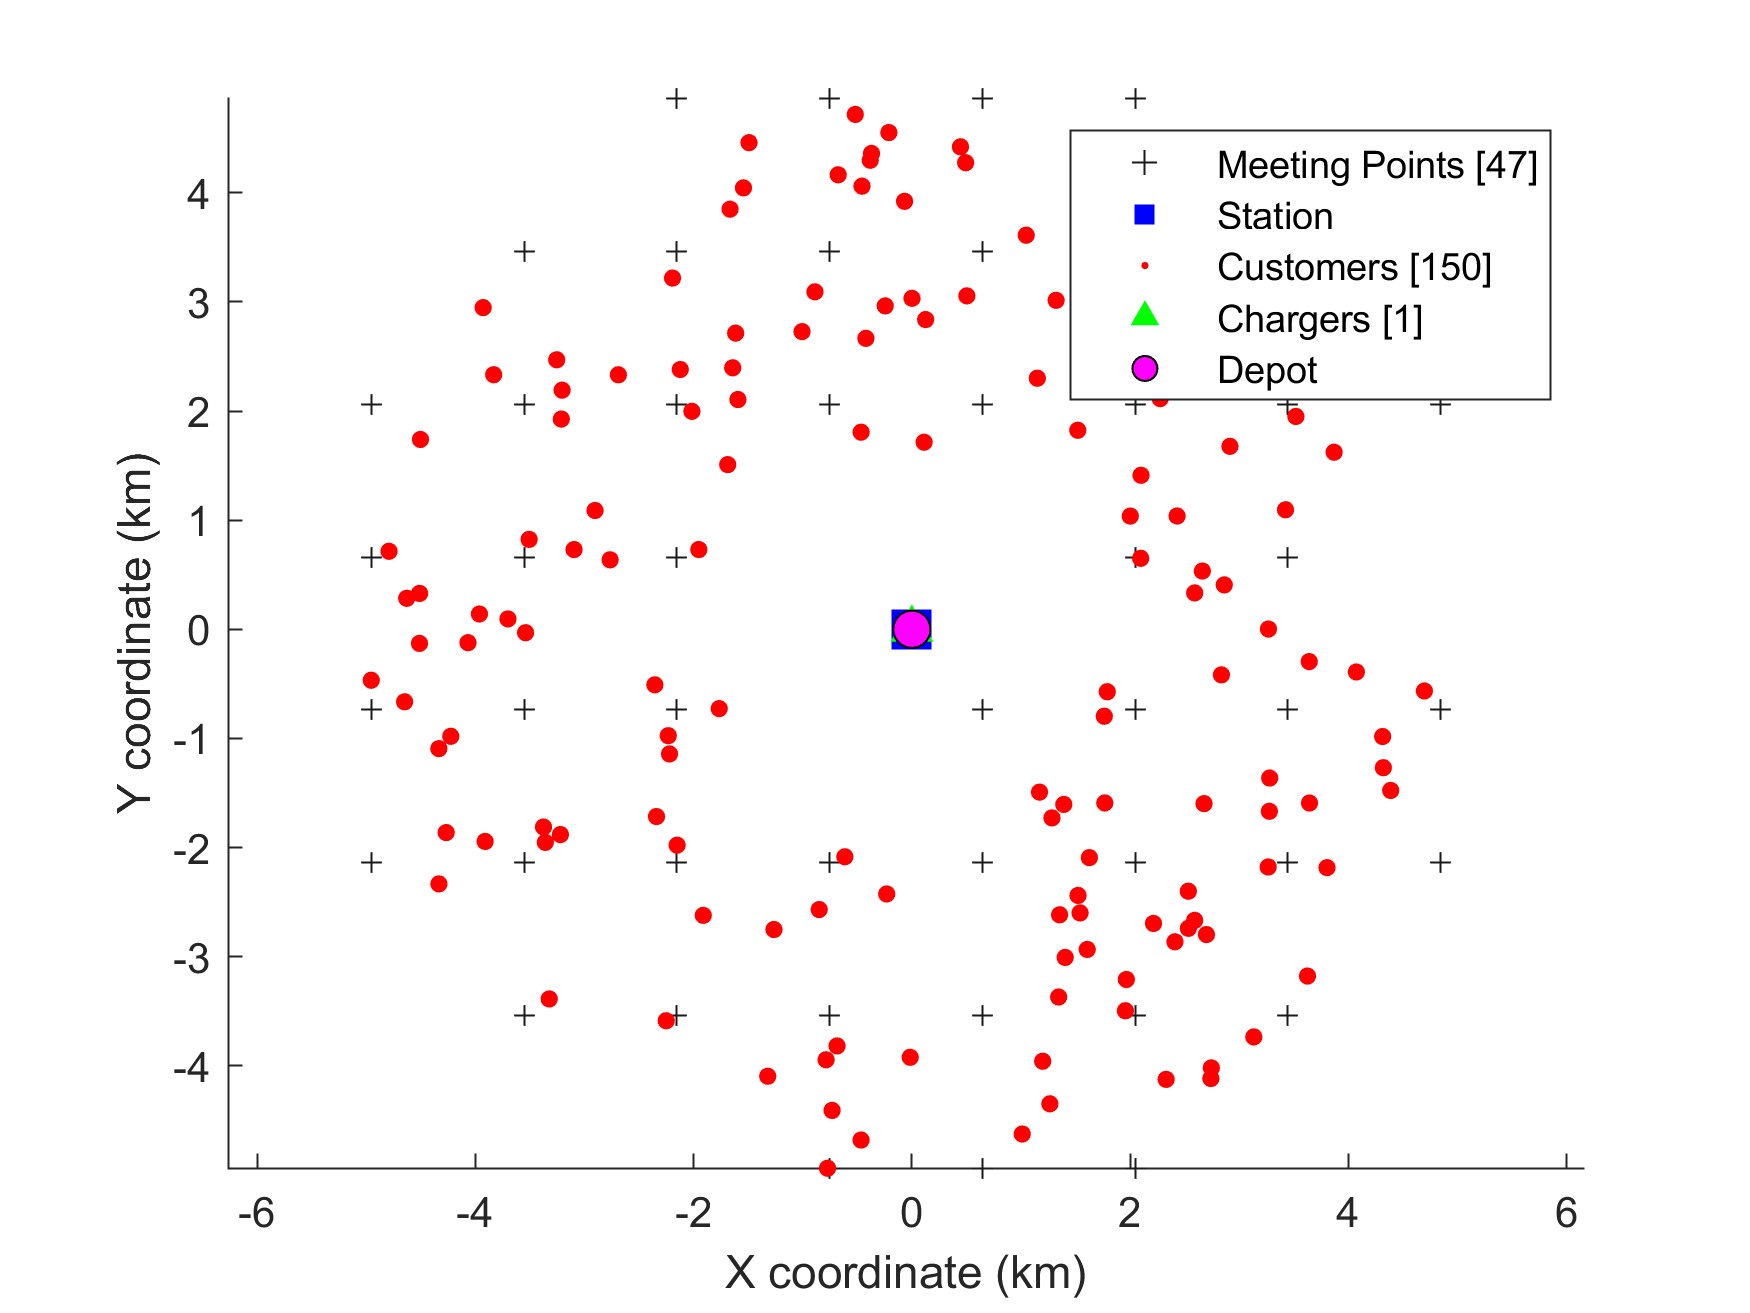 Meeting Points [47]
Station
Customers [150]
Chargers [1]
Depot
4
3
2
1
0
-1
-2
-3
-4
Y coordinate (km)
-6 -4 -2 0 2 4 6
X coordinate (km)